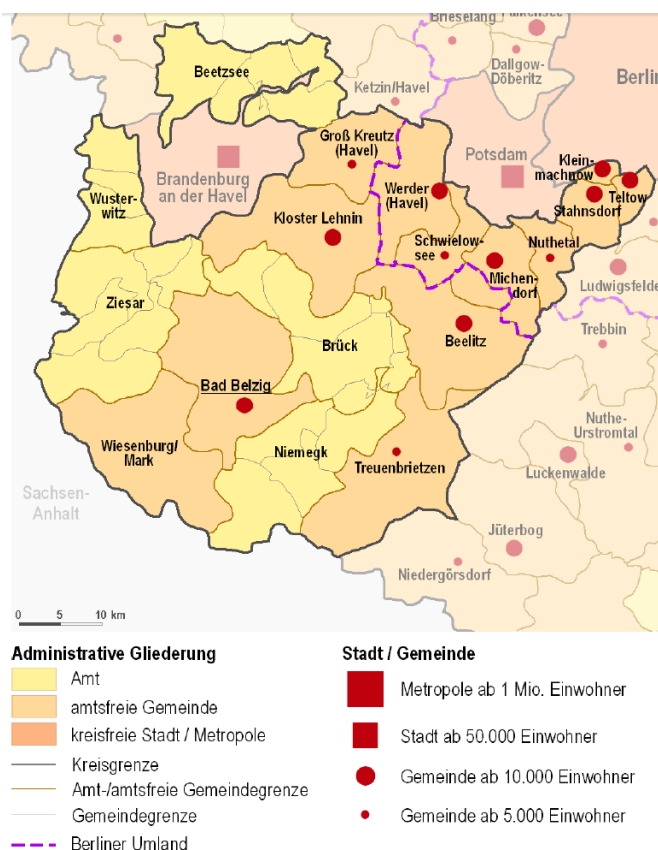 Brieselang
Falkensee
Dallgow-
Döberitz
Berlin
Beetzsee
Ketzin/Havel
Groß Kreutz
(Havel)
Potsdam
Klein-
machnow
Brandenburg
an der Havel
Werder
(Havel)
Teltow
Stahnsdorf
Wuster-
witz
Kloster Lehnin
Schwielow-
see
Nuthetal
Michen-
dorf
Ludwigsfelde
Ziesar
Trebbin
Brück
Beelitz
Bad Belzig
Nuthe-
Urstromtal
Wiesenburg/
Mark
Niemegk
Treuenbrietzen
Luckenwalde
Sachsen-
Anhalt
Jüterbog
Niedergörsdorf
0 5 10 km
Administrative Gliederung
Amt
amtsfreie Gemeinde
kreisfreie Stadt / Metropole
Kreisgrenze
Amt-/amtsfreie Gemeindegrenze
Gemeindegrenze
Berliner Umland
Stadt / Gemeinde
Metropole ab 1 Mio. Einwohner
Stadt ab 50.000 Einwohner
Gemeinde ab 10.000 Einwohner
Gemeinde ab 5.000 Einwohner